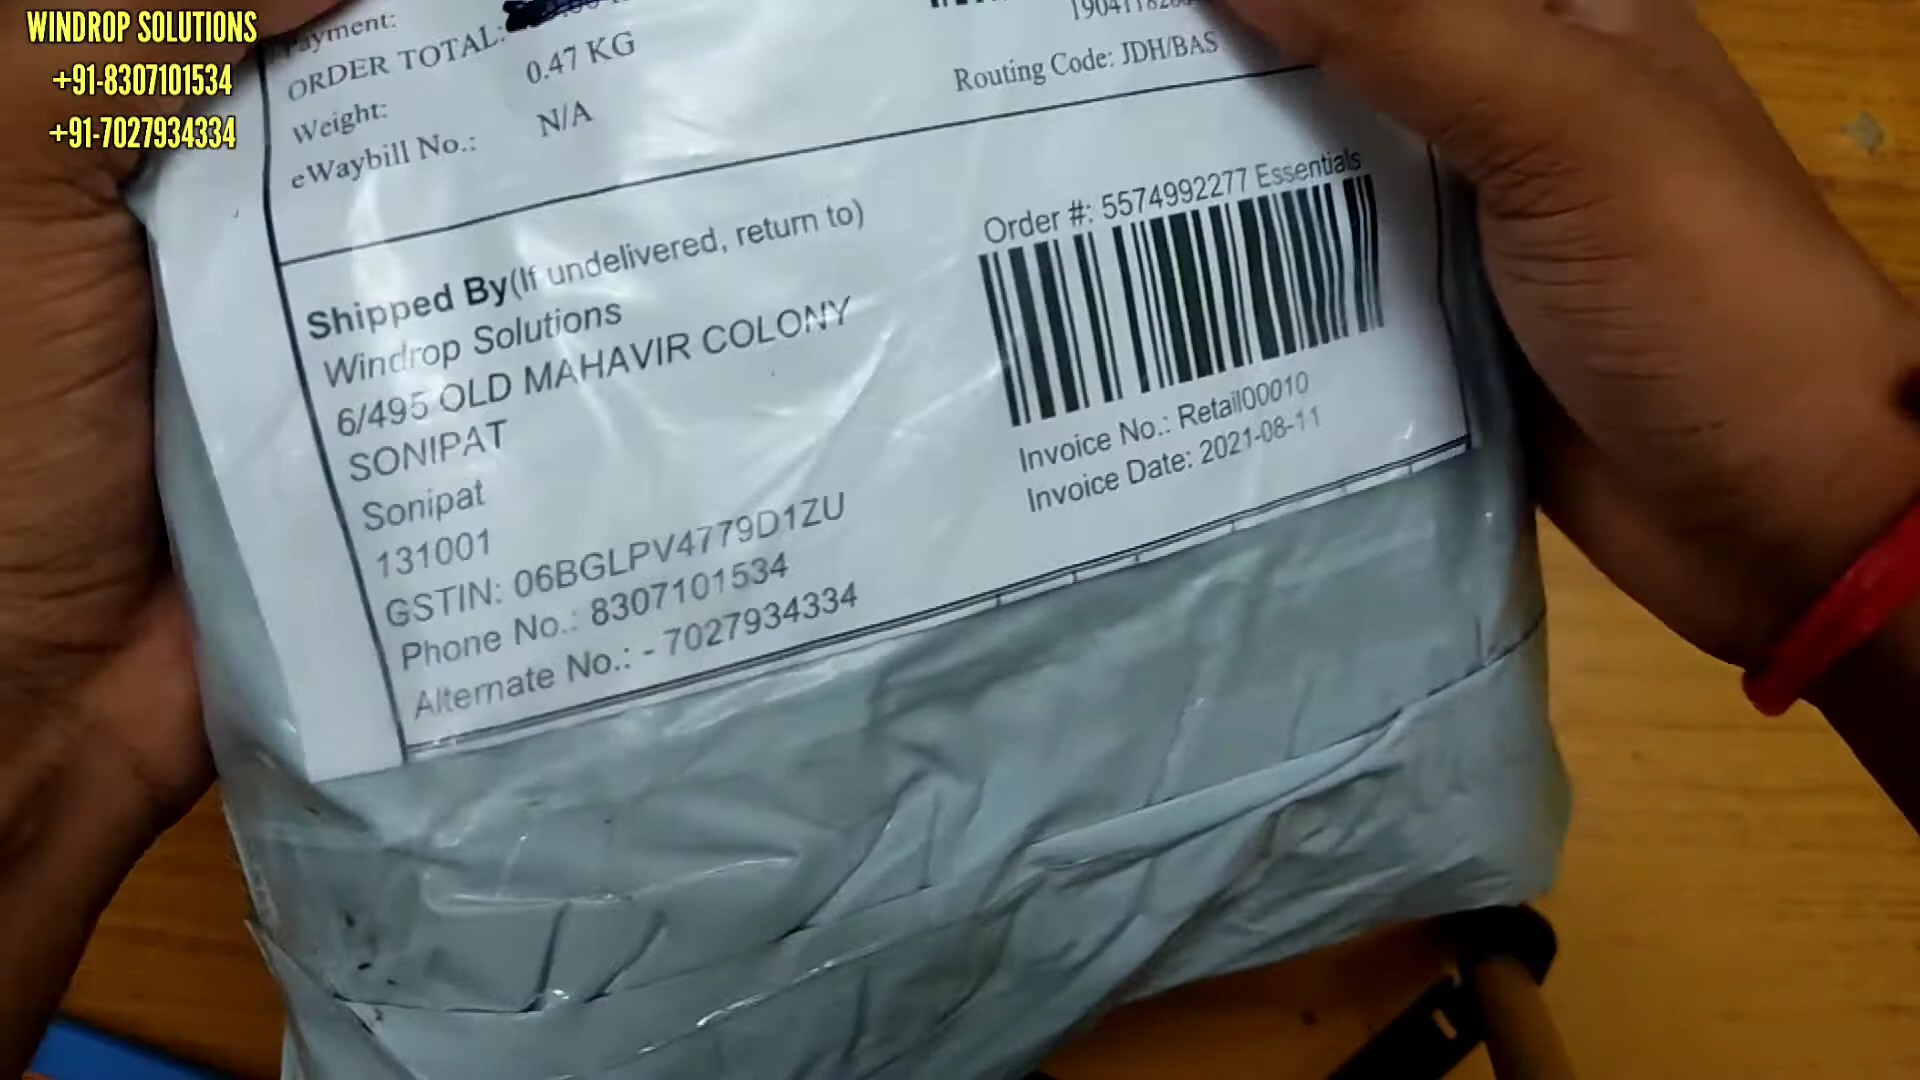 WINDROP SOLUTIONS
+91-8307101534
+91-7027934334
Payment:
ORDER TOTAL:
Weight: 0.47 KG
eWaybill No.: N/A
Routing Code: JDH/BAS
Shipped By(If undelivered, return to)
Windrop Solutions
6/495 OLD MAHAVIR COLONY
SONIPAT
Sonipat
131001
GSTIN: 06BGLPV4779D1ZU
Phone No.: 8307101534
Alternate No.: - 7027934334
Order #: 5574992277 Essentials
Invoice No.: Retail00010
Invoice Date: 2021-08-11